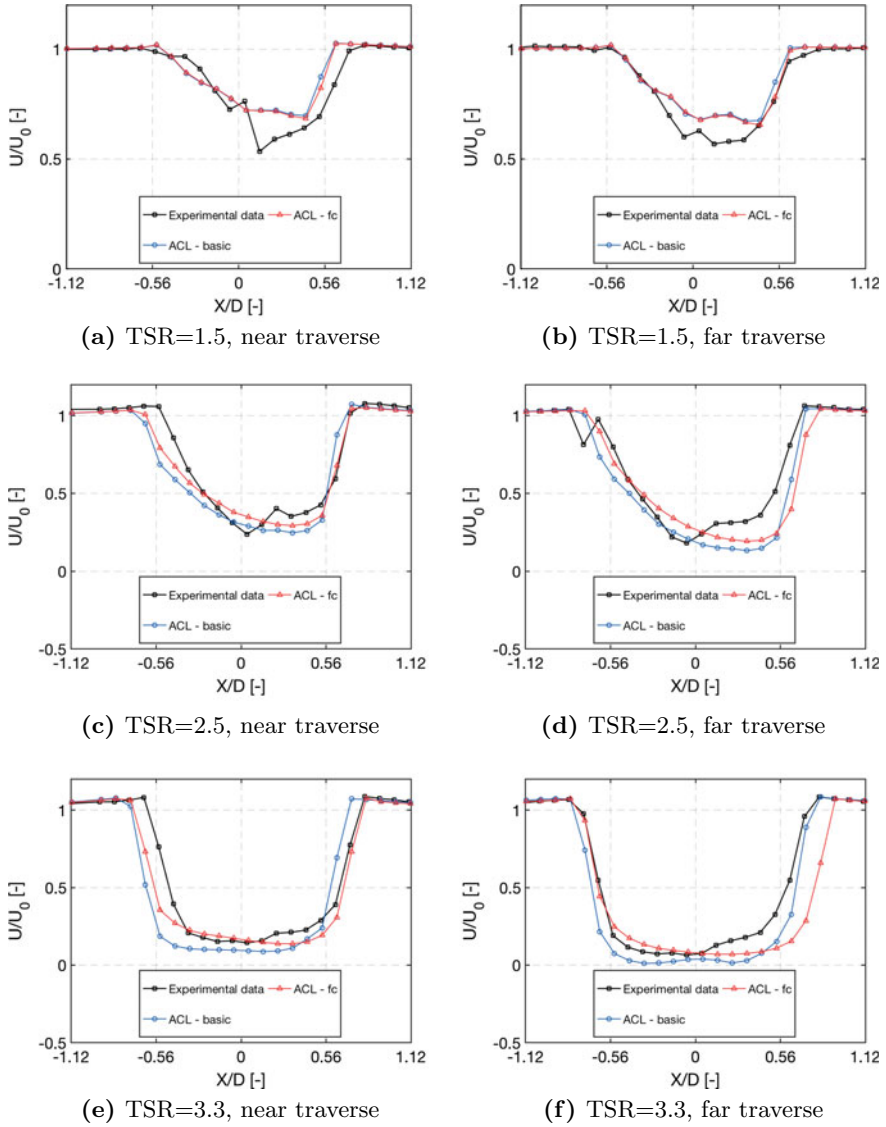 1
0.5
0
U/U0 [-]
Experimental data
ACL - fc
ACL - basic
-1.12
-0.56
0
0.56
1.12
X/D [-]
(a) TSR=1.5, near traverse
1
0.5
0
U/U0 [-]
Experimental data
ACL - fc
ACL - basic
-1.12
-0.56
0
0.56
1.12
X/D [-]
(b) TSR=1.5, far traverse
1
0.5
0
-0.5
U/U0 [-]
Experimental data
ACL - fc
ACL - basic
-1.12
-0.56
0
0.56
1.12
X/D [-]
(c) TSR=2.5, near traverse
1
0.5
0
-0.5
U/U0 [-]
Experimental data
ACL - fc
ACL - basic
-1.12
-0.56
0
0.56
1.12
X/D [-]
(d) TSR=2.5, far traverse
1
0.5
0
-0.5
U/U0 [-]
Experimental data
ACL - fc
ACL - basic
-1.12
-0.56
0
0.56
1.12
X/D [-]
(e) TSR=3.3, near traverse
1
0.5
0
-0.5
U/U0 [-]
Experimental data
ACL - fc
ACL - basic
-1.12
-0.56
0
0.56
1.12
X/D [-]
(f) TSR=3.3, far traverse